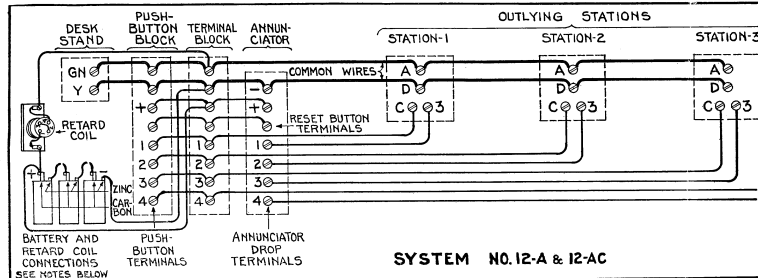 OUTLYING STATIONS
DESK STAND
PUSH-BUTTON BLOCK
TERMINAL BLOCK
ANNUN-CIATOR
STATION-1
STATION-2
STATION-3
GN
Y
COMMON WIRES
A
D
C
3
A
D
C
3
A
D
C
3
+
1
2
3
4
1
2
3
4
-
+
1
2
3
4
RESET BUTTON
TERMINALS
RETARD
COIL
+
-
ZINC
CAR-
BON
BATTERY AND
RETARD COIL
CONNECTIONS
SEE NOTES BELOW
PUSH-
BUTTON
TERMINALS
ANNUNCIATOR
DROP
TERMINALS
SYSTEM NO. 12-A & 12-AC